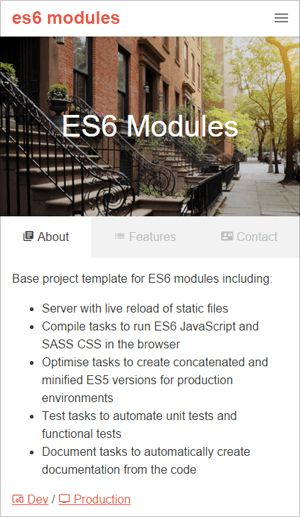 es6 modules
ES6 Modules
About Features Contact
Base project template for ES6 modules including:
Server with live reload of static files
Compile tasks to run ES6 JavaScript and
SASS CSS in the browser
Optimise tasks to create concatenated and
minified ES5 versions for production
environments
Test tasks to automate unit tests and
functional tests
Document tasks to automatically create
documentation from the code
Dev / Production